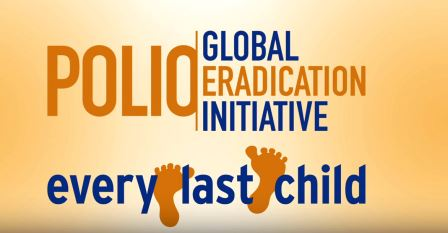 POLIO
GLOBAL
ERADICATION
INITIATIVE
every last child